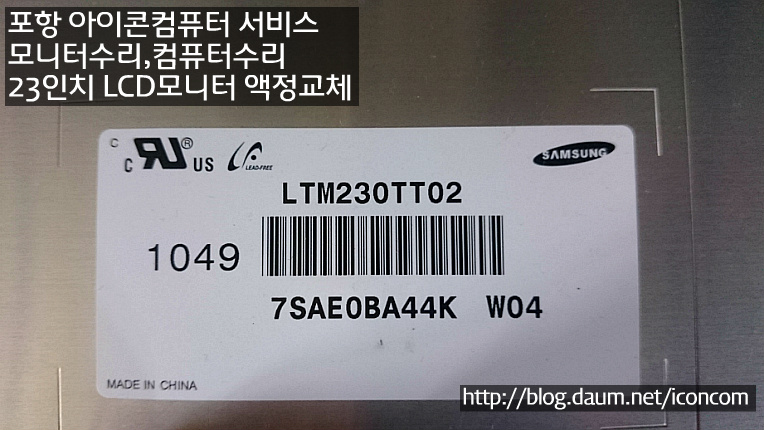 포항 아이콘컴퓨터 서비스
모니터수리,컴퓨터수리
23인치 LCD모니터 액정교체
C
C RU® US LEAD-FREE SAMSUNG
LTM230TT02
1049
7SAE0BA44K W04
MADE IN CHINA
http://blog.daum.net/iconcom